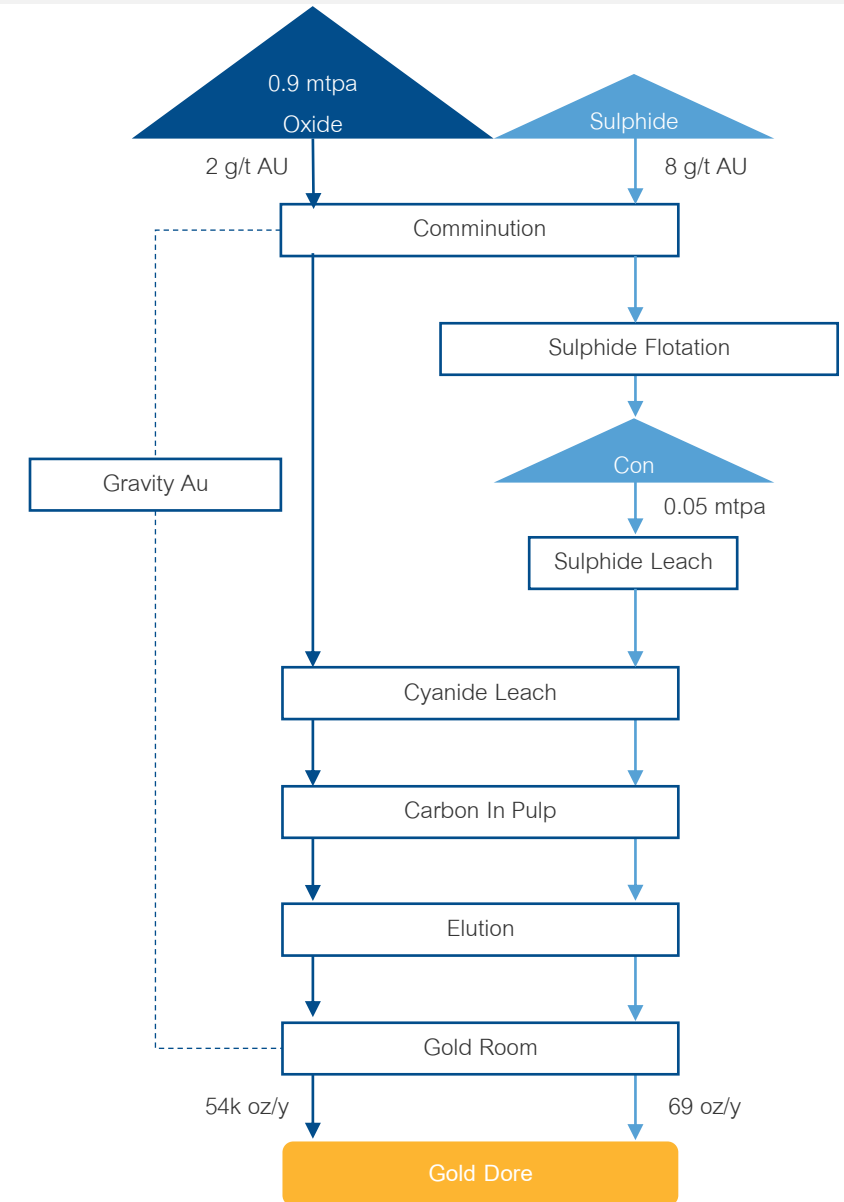 0.9 mtpa
Oxide
Sulphide
2 g/t AU
8 g/t AU
Comminution
Sulphide Flotation
Con
Gravity Au
0.05 mtpa
Sulphide Leach
Cyanide Leach
Carbon In Pulp
Elution
Gold Room
54k oz/y
69 oz/y
Gold Dore